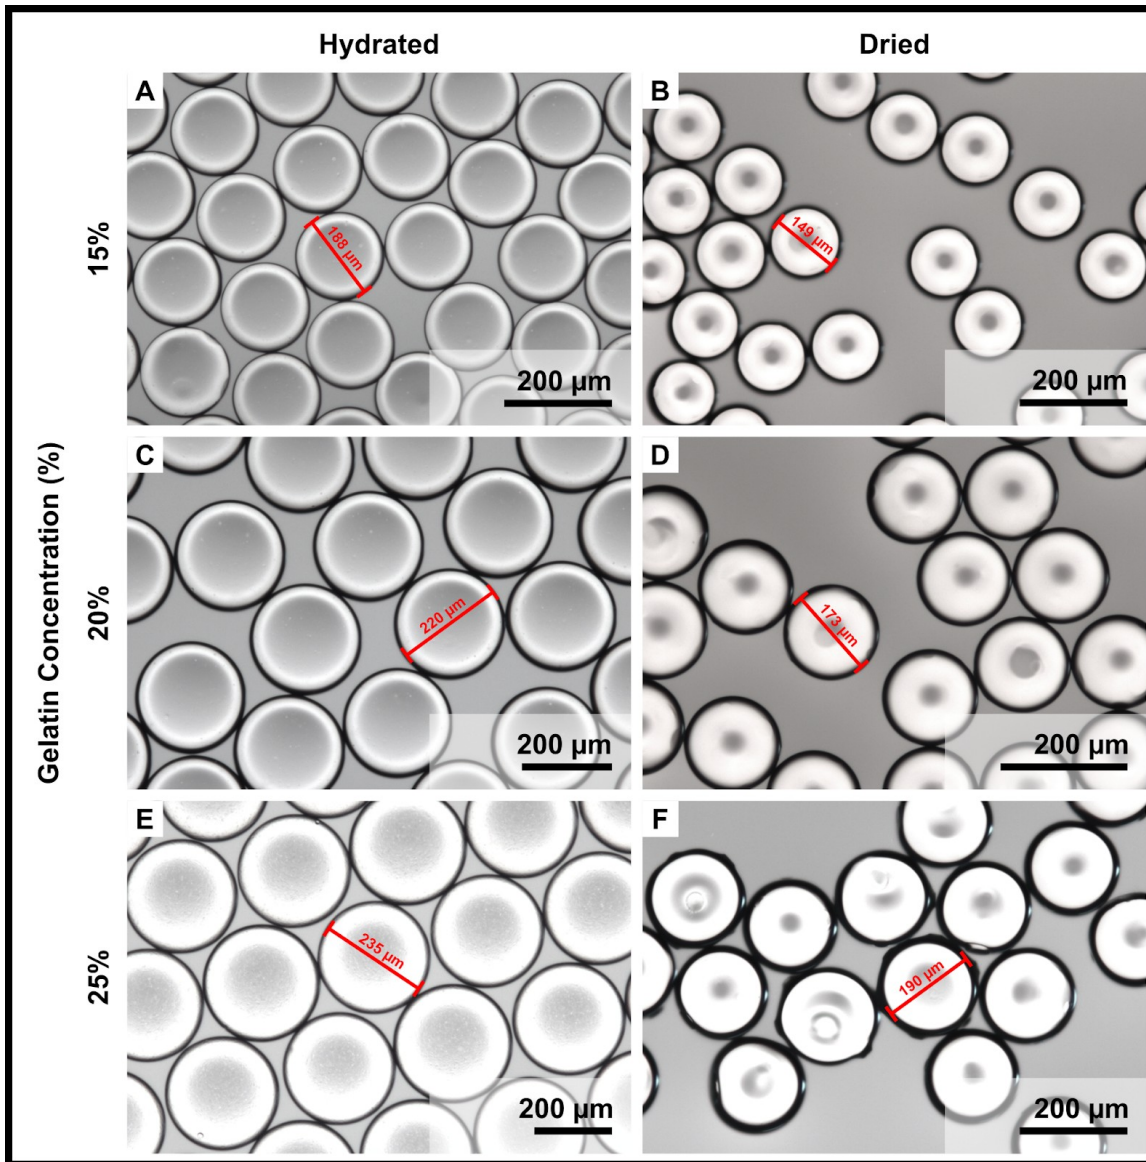 Hydrated
Dried
Gelatin Concentration (%)
15%
A
188 µm
200 µm
B
149 µm
200 µm
20%
C
220 µm
200 µm
D
173 µm
200 µm
25%
E
235 µm
200 µm
F
190 µm
200 µm